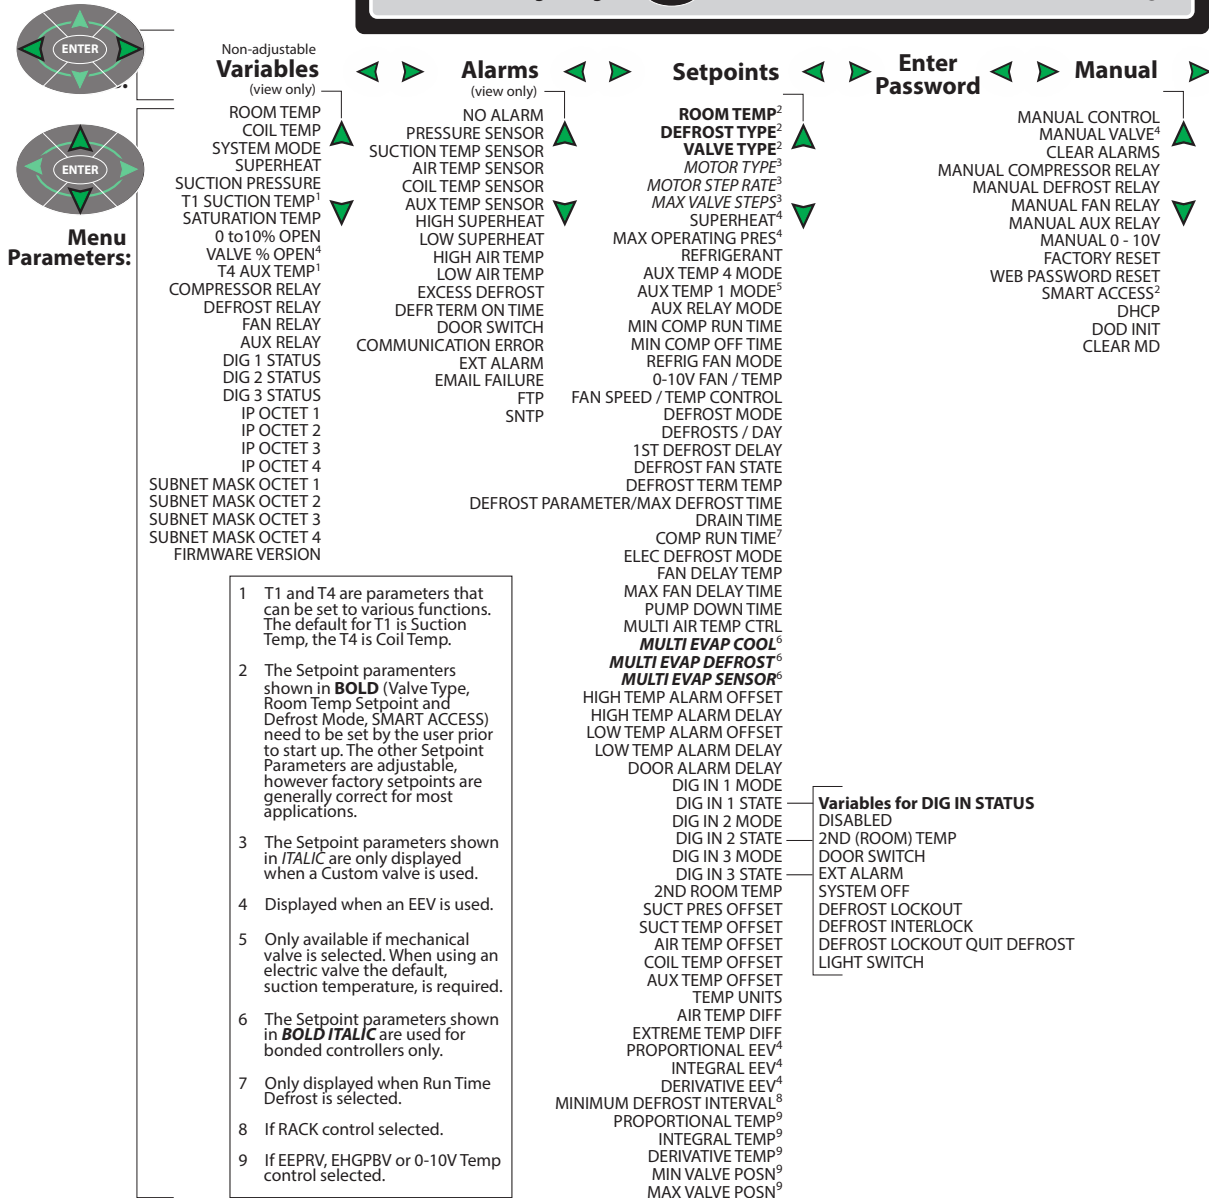 ENTER
Non-adjustable
Variables
(view only)
Alarms
(view only)
Setpoints
Enter
Password
Manual
ENTER
Menu
Parameters:
ROOM TEMP
COIL TEMP
SYSTEM MODE
SUPERHEAT
SUCTION PRESSURE
T1 SUCTION TEMP1
SATURATION TEMP
0 to10% OPEN
VALVE % OPEN4
T4 AUX TEMP1
COMPRESSOR RELAY
DEFROST RELAY
FAN RELAY
AUX RELAY
DIG 1 STATUS
DIG 2 STATUS
DIG 3 STATUS
IP OCTET 1
IP OCTET 2
IP OCTET 3
IP OCTET 4
SUBNET MASK OCTET 1
SUBNET MASK OCTET 2
SUBNET MASK OCTET 3
SUBNET MASK OCTET 4
FIRMWARE VERSION
NO ALARM
PRESSURE SENSOR
SUCTION TEMP SENSOR
AIR TEMP SENSOR
COIL TEMP SENSOR
AUX TEMP SENSOR
HIGH SUPERHEAT
LOW SUPERHEAT
HIGH AIR TEMP
LOW AIR TEMP
EXCESS DEFROST
DEFR TERM ON TIME
DOOR SWITCH
COMMUNICATION ERROR
EXT ALARM
EMAIL FAILURE
FTP
SNTP
ROOM TEMP2
DEFROST TYPE2
VALVE TYPE2
MOTOR TYPE3
MOTOR STEP RATE3
MAX VALVE STEPS3
SUPERHEAT4
MAX OPERATING PRES4
REFRIGERANT
AUX TEMP 4 MODE
AUX TEMP 1 MODE5
AUX RELAY MODE
MIN COMP RUN TIME
MIN COMP OFF TIME
REFRIG FAN MODE
0-10V FAN / TEMP
FAN SPEED / TEMP CONTROL
DEFROST MODE
DEFROSTS / DAY
1ST DEFROST DELAY
DEFROST FAN STATE
DEFROST TERM TEMP
DEFROST PARAMETER/MAX DEFROST TIME
DRAIN TIME
COMP RUN TIME7
ELEC DEFROST MODE
FAN DELAY TEMP
MAX FAN DELAY TIME
PUMP DOWN TIME
MULTI AIR TEMP CTRL
MULTI EVAP COOL6
MULTI EVAP DEFROST6
MULTI EVAP SENSOR6
HIGH TEMP ALARM OFFSET
HIGH TEMP ALARM DELAY
LOW TEMP ALARM OFFSET
LOW TEMP ALARM DELAY
DOOR ALARM DELAY
DIG IN 1 MODE
DIG IN 1 STATE
DIG IN 2 MODE
DIG IN 2 STATE
DIG IN 3 MODE
DIG IN 3 STATE
2ND ROOM TEMP
SUCT PRES OFFSET
SUCT TEMP OFFSET
AIR TEMP OFFSET
COIL TEMP OFFSET
AUX TEMP OFFSET
TEMP UNITS
AIR TEMP DIFF
EXTREME TEMP DIFF
PROPORTIONAL EEV4
INTEGRAL EEV4
DERIVATIVE EEV4
MINIMUM DEFROST INTERVAL8
PROPORTIONAL TEMP9
INTEGRAL TEMP9
DERIVATIVE TEMP9
MIN VALVE POSN9
MAX VALVE POSN9
MANUAL CONTROL
MANUAL VALVE4
CLEAR ALARMS
MANUAL COMPRESSOR RELAY
MANUAL DEFROST RELAY
MANUAL FAN RELAY
MANUAL AUX RELAY
MANUAL 0 - 10V
FACTORY RESET
WEB PASSWORD RESET
SMART ACCESS2
DHCP
DOD INIT
CLEAR MD
Variables for DIG IN STATUS
DISABLED
2ND (ROOM) TEMP
DOOR SWITCH
EXT ALARM
SYSTEM OFF
DEFROST LOCKOUT
DEFROST INTERLOCK
DEFROST LOCKOUT QUIT DEFROST
LIGHT SWITCH
1 T1 and T4 are parameters that
can be set to various functions.
The default for T1 is Suction
Temp, the T4 is Coil Temp.
2 The Setpoint paramenters
shown in BOLD (Valve Type,
Room Temp Setpoint and
Defrost Mode, SMART ACCESS)
need to be set by the user prior
to start up. The other Setpoint
Parameters are adjustable,
however factory setpoints are
generally correct for most
applications.
3 The Setpoint parameters shown
in ITALIC are only displayed
when a Custom valve is used.
4 Displayed when an EEV is used.
5 Only available if mechanical
valve is selected. When using an
electric valve the default,
suction temperature, is required.
6 The Setpoint parameters shown
in BOLD ITALIC are used for
bonded controllers only.
7 Only displayed when Run Time
Defrost is selected.
8 If RACK control selected.
9 If EEPRV, EHGPBV or 0-10V Temp
control selected.